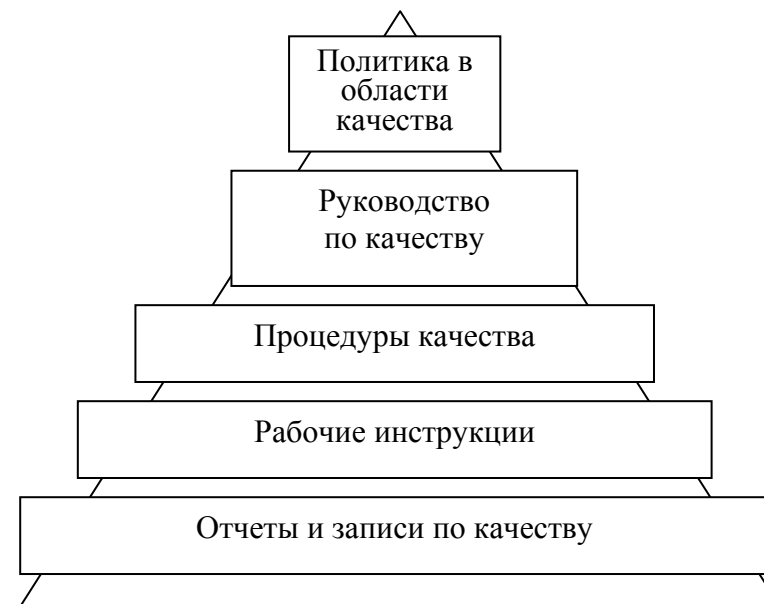 Политика в
области
качества
Руководство
по качеству
Процедуры качества
Рабочие инструкции
Отчеты и записи по качеству